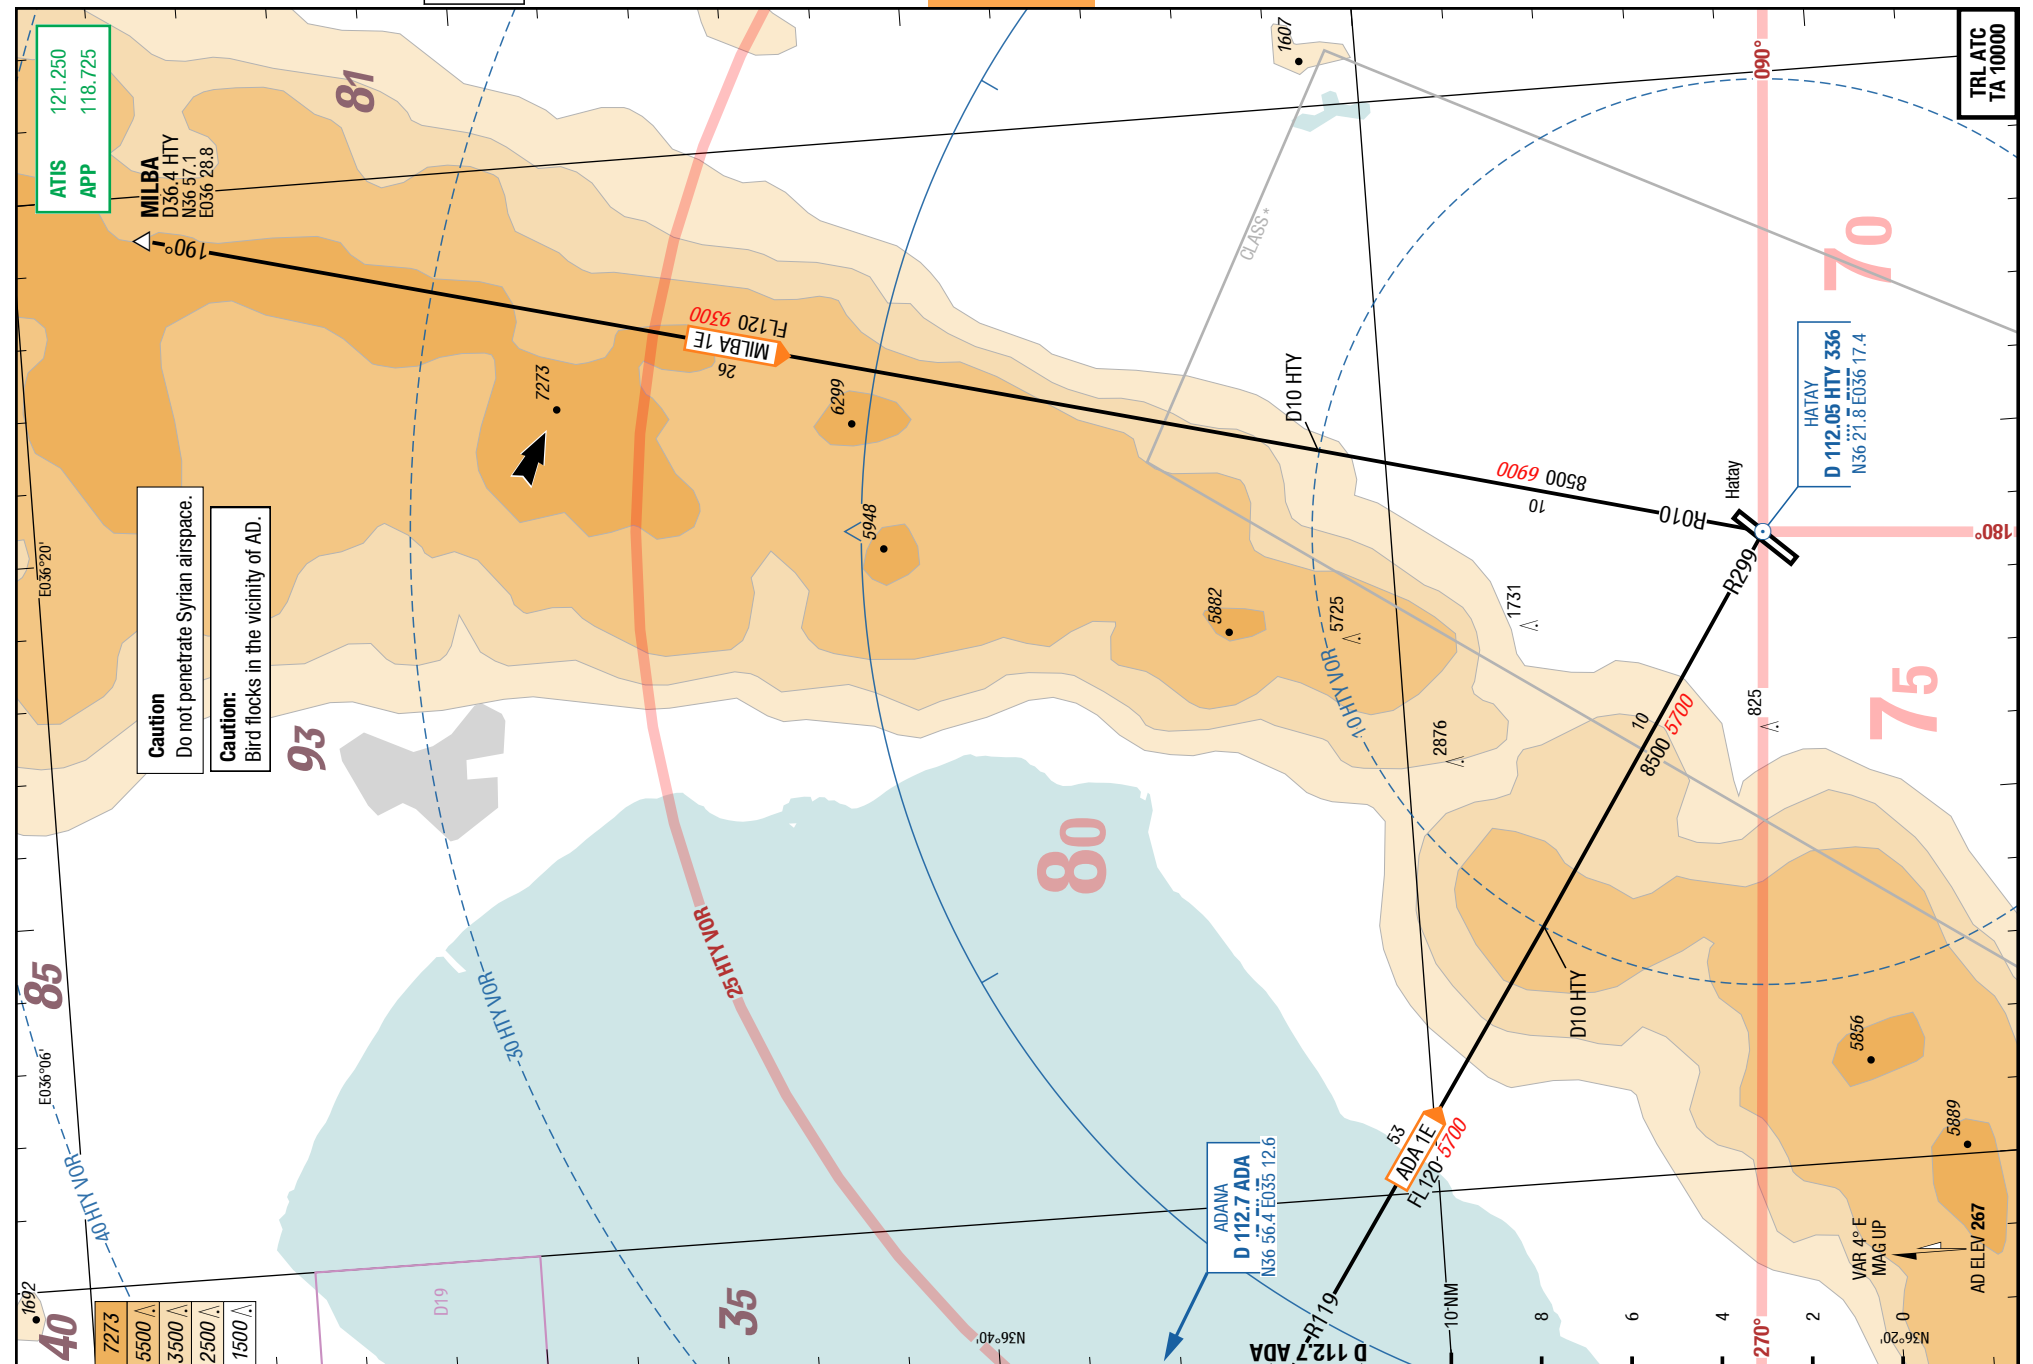 ATIS 121.250
APP 118.725
TRL ATC
TA 10000
MILBA
D36.4 HTY
N36 57.1
E036 28.8
190°
81
1607
090°
CLASS*
70
FL120 9300
MILBA 1E
26
7273
6299
5948
5882
5725
1731
2876
825
D10 HTY
8500 6900
10
R010
Hatay
HATAY
D 112.05 HTY 336
N36 21.8 E036 17.4
180°
R299
10
8500 5700
75
E036°20'
Caution
Do not penetrate Syrian airspace.
Caution:
Bird flocks in the vicinity of AD.
93
80
10 HTY VOR
25 HTY VOR
30 HTY VOR
40 HTY VOR
85
E036°06'
D10 HTY
5856
5889
53
ADA 1E
FL120 5700
ADANA
D 112.7 ADA
N36 56.4 E035 12.6
R119
D 112.7 ADA
VAR 4° E
MAG UP
AD ELEV 267
D19
35
1692
40
7273
5500
3500
2500
1500
N36°40'
10 NM
8
6
4
2
0
270°
N36°20'